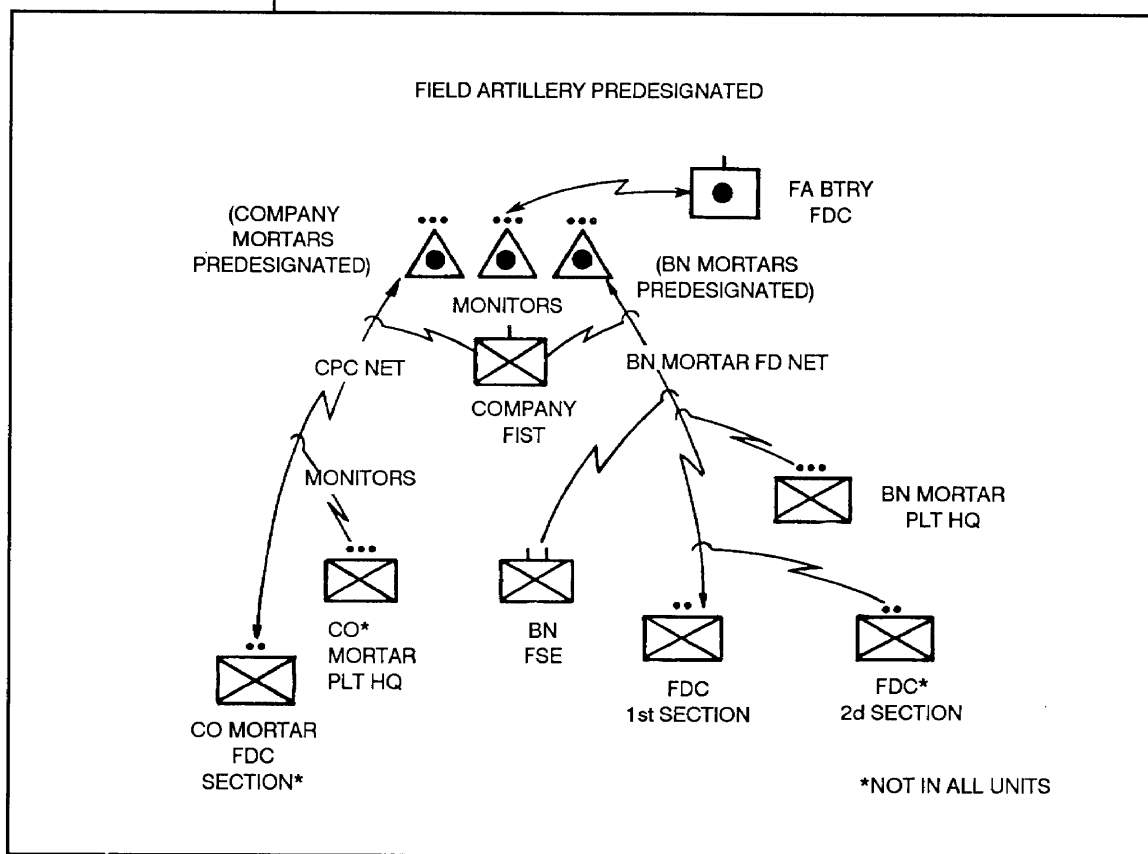 FIELD ARTILLERY PREDESIGNATED
FA BTRY
FDC
(COMPANY
MORTARS
PREDESIGNATED)
(BN MORTARS
PREDESIGNATED)
MONITORS
CPC NET
BN MORTAR FD NET
COMPANY
FIST
MONITORS
BN MORTAR
PLT HQ
CO*
MORTAR
PLT HQ
BN
FSE
FDC
1st SECTION
FDC*
2d SECTION
CO MORTAR
FDC
SECTION*
*NOT IN ALL UNITS